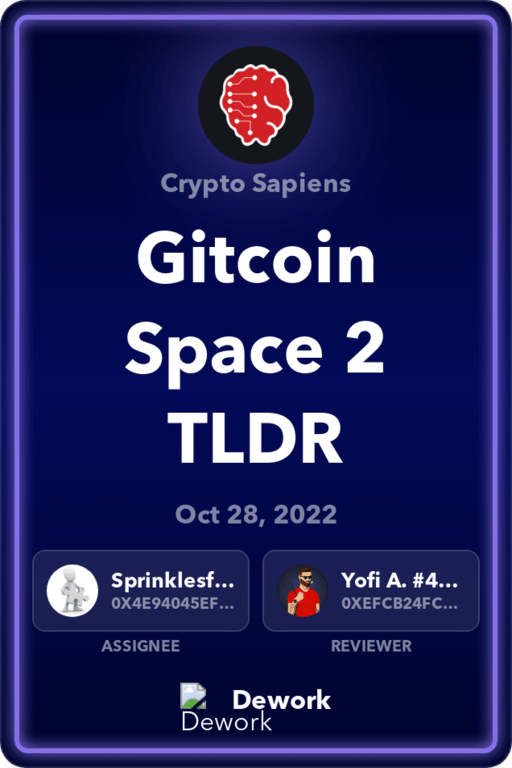 Crypto Sapiens
Gitcoin
Space 2
TLDR
Oct 28, 2022
Sprinklesf...
0X4E94045EF...
ASSIGNEE
Yofi A. #4...
0XEFCB24FC...
REVIEWER
Dework
Dework